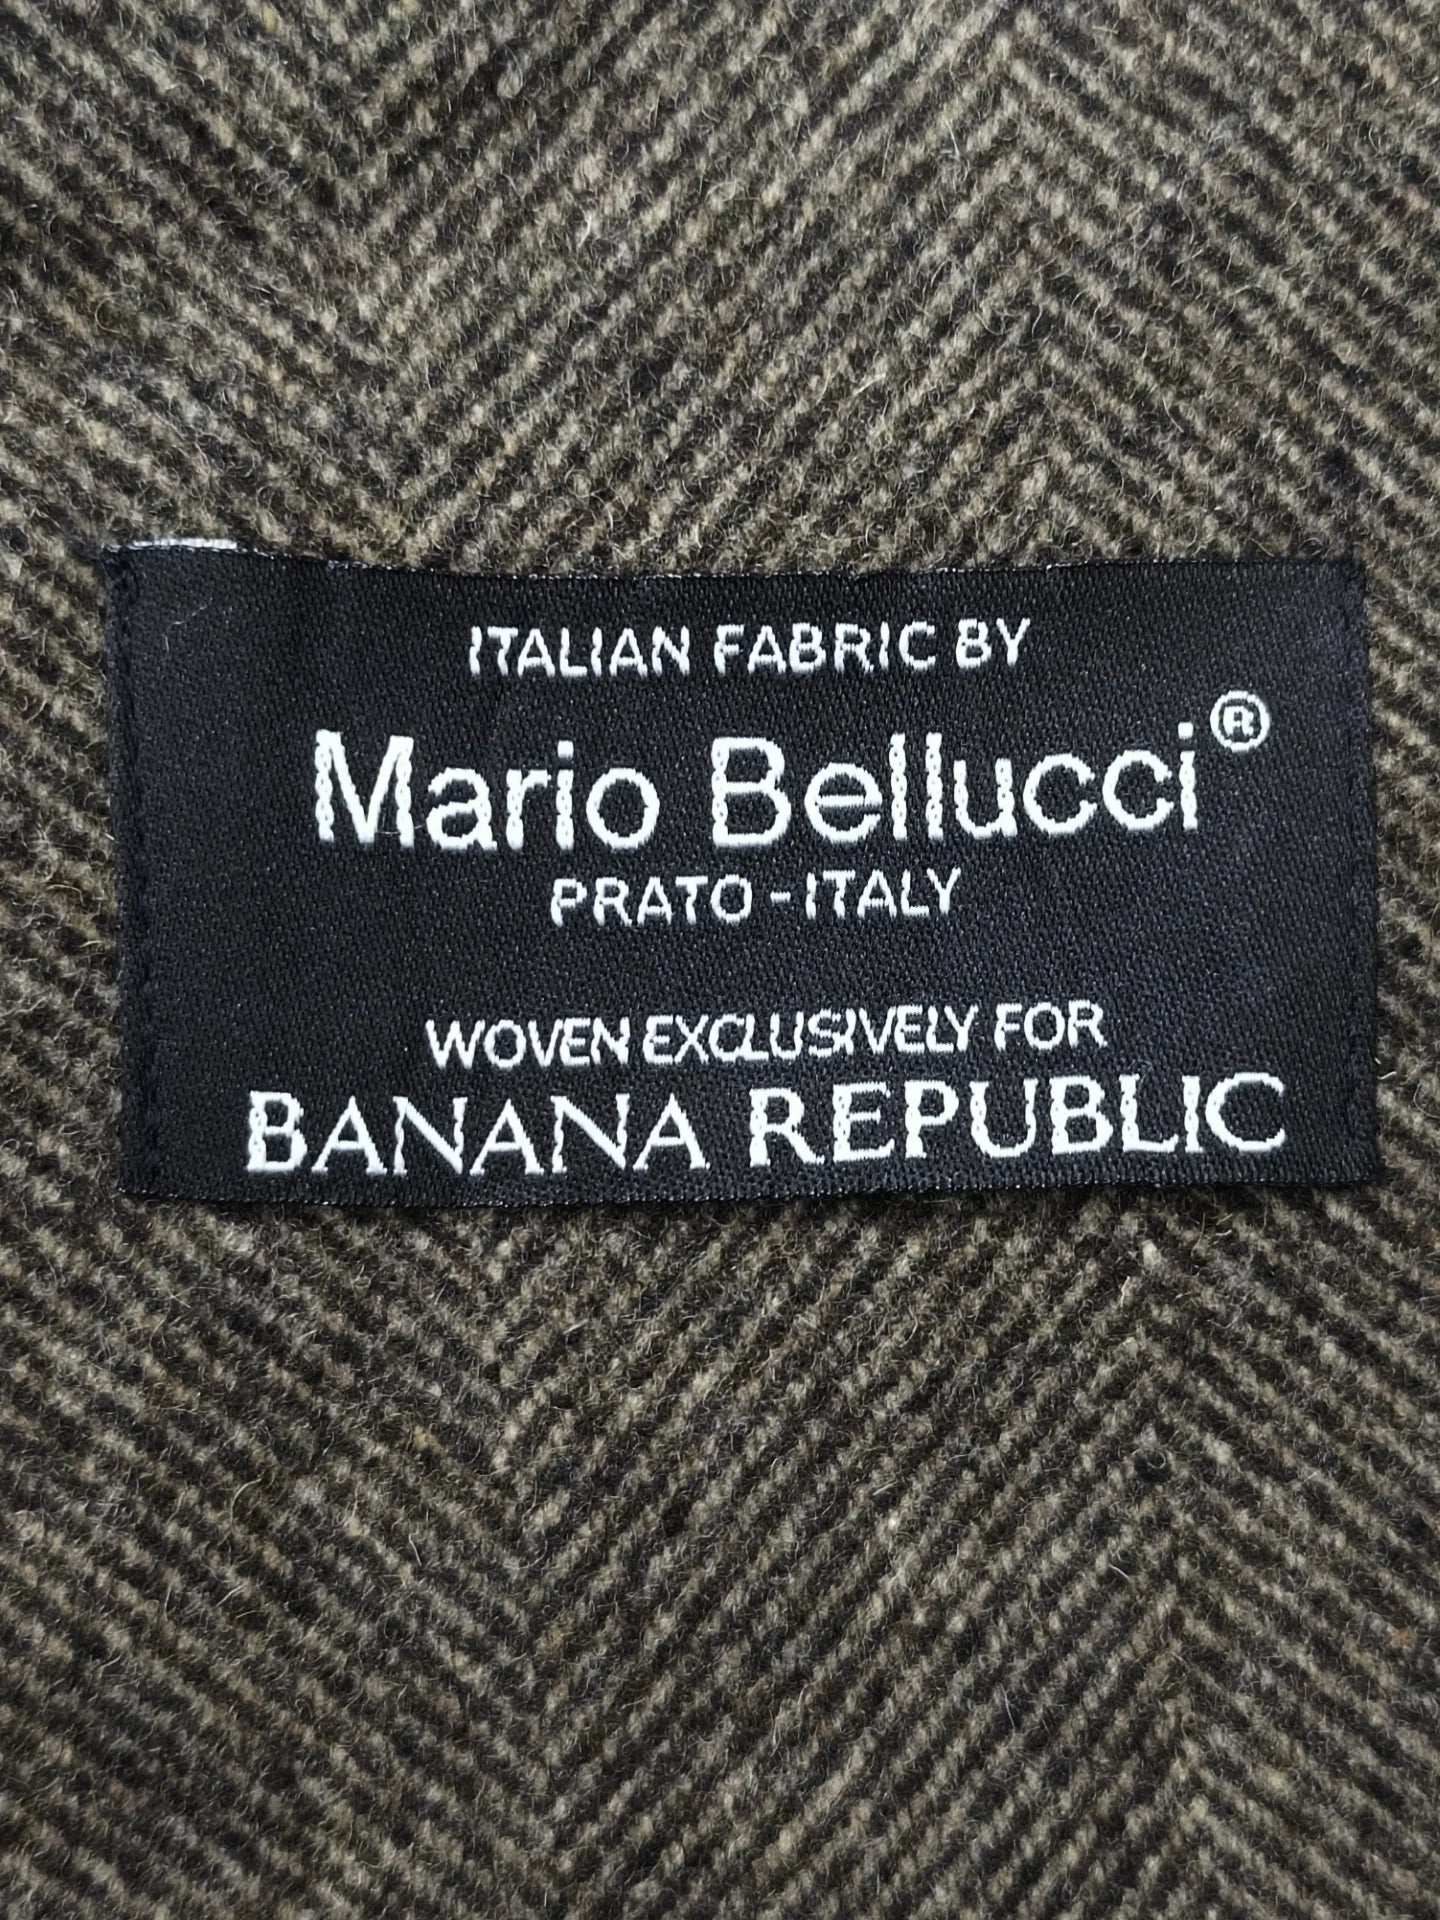 ITALIAN FABRIC BY
Mario Bellucci®
PRATO-ITALY
WOVEN EXCLUSIVELY FOR
BANANA REPUBLIC